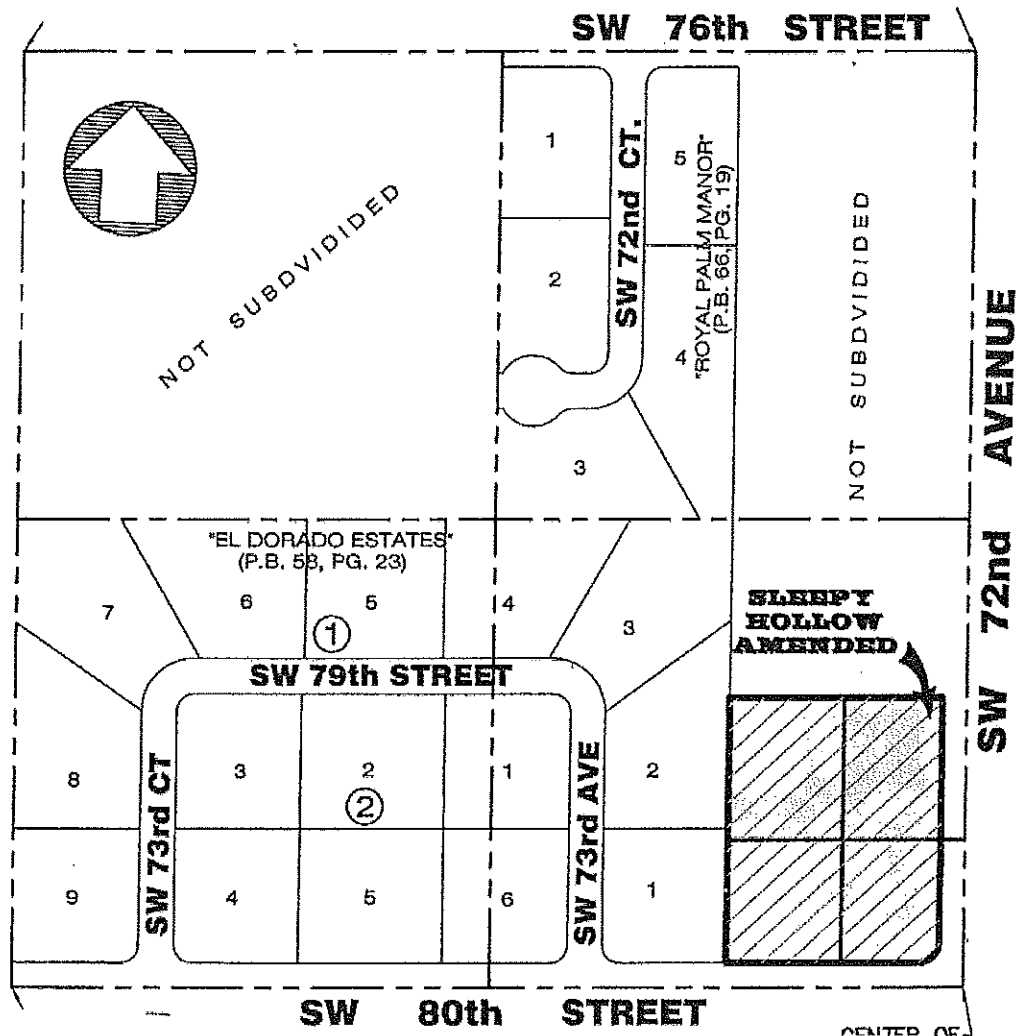 SW 76th STREET
NOT SUBDVIDIDED
1
SW 72nd CT.
5
"ROYAL PALM MANOR"
(P.B. 66, PG. 19)
2
4
3
NOT SUBDVIDIDED
SW 72nd AVENUE
"EL DORADO ESTATES"
(P.B. 58, PG. 23)
7
6
5
4
3
1
SW 79th STREET
SLEEPY
HOLLOW
AMENDED
8
SW 73rd CT
3
2
1
SW 73rd AVE
2
2
9
4
5
6
1
SW 80th STREET
CENTER OF